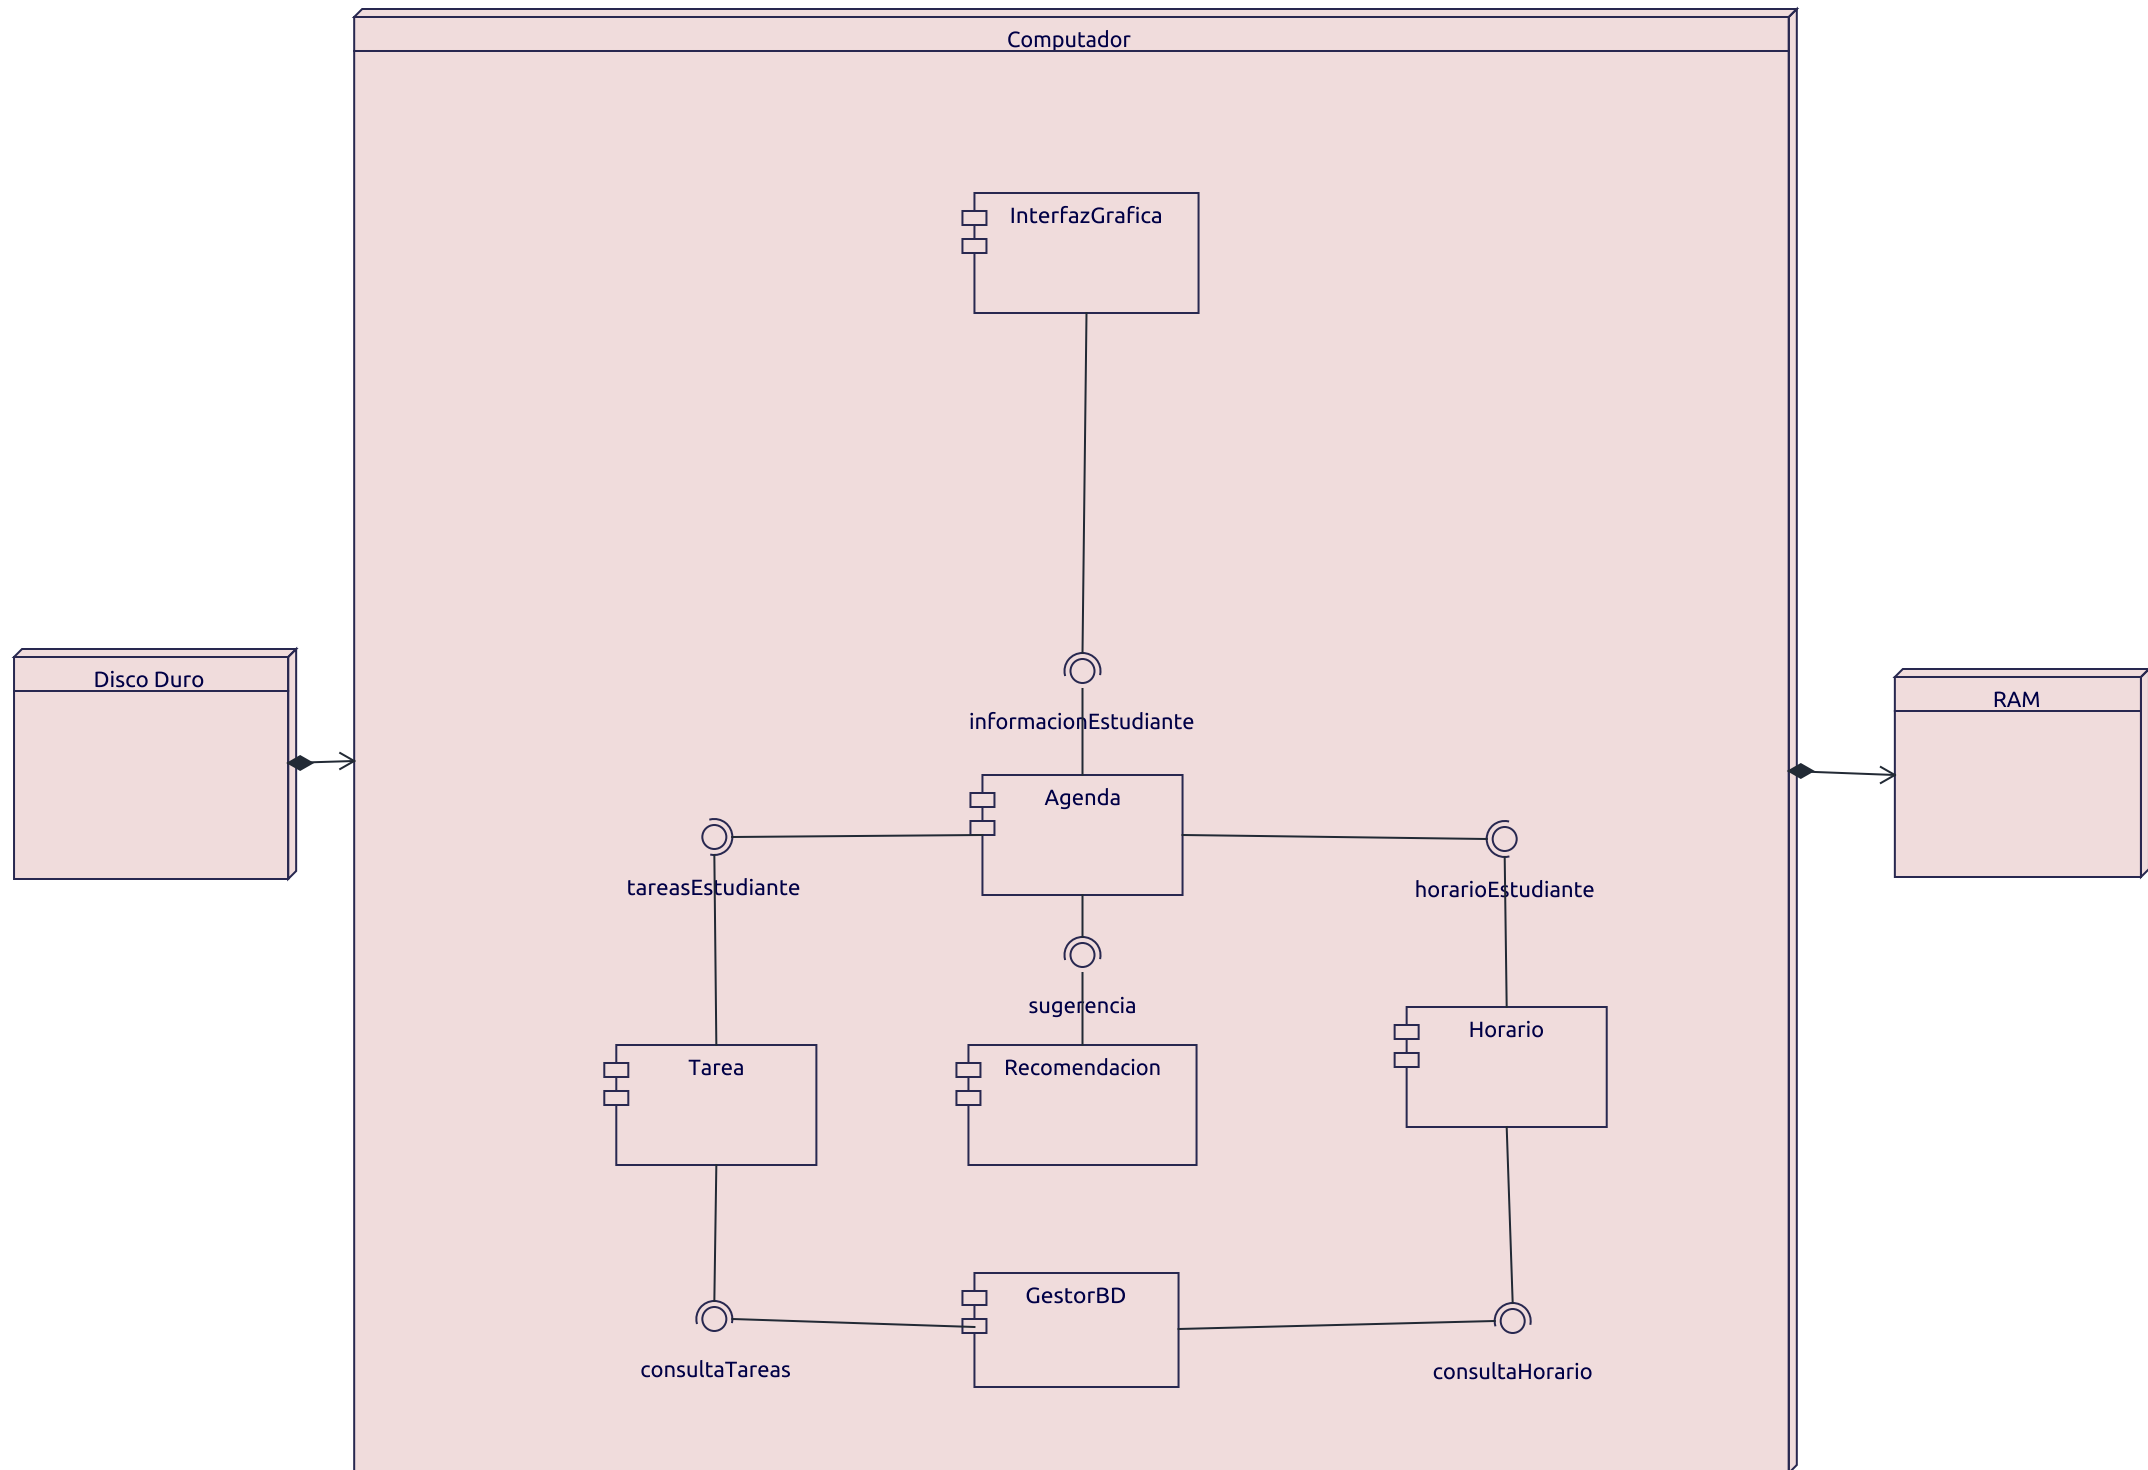 Computador
InterfazGrafica
Disco Duro
RAM
informacionEstudiante
Agenda
tareasEstudiante
horarioEstudiante
sugerencia
Horario
Tarea
Recomendacion
GestorBD
consultaTareas
consultaHorario